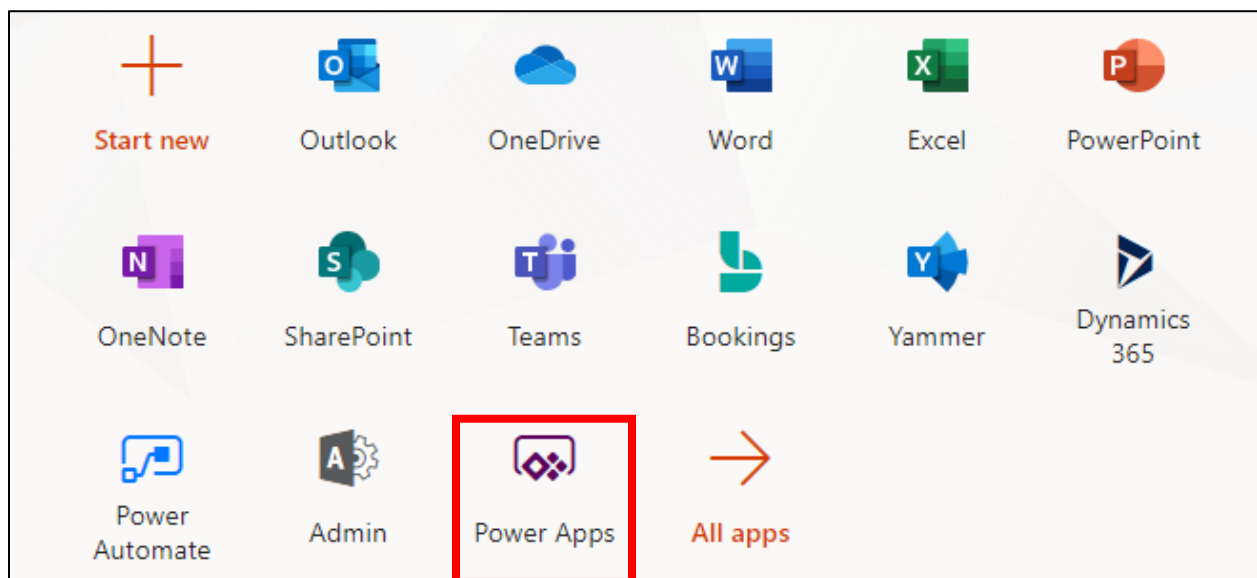 Start new
Outlook
OneDrive
Word
Excel
PowerPoint
OneNote
SharePoint
Teams
Bookings
Yammer
Dynamics
365
Power
Automate
Admin
Power Apps
All apps